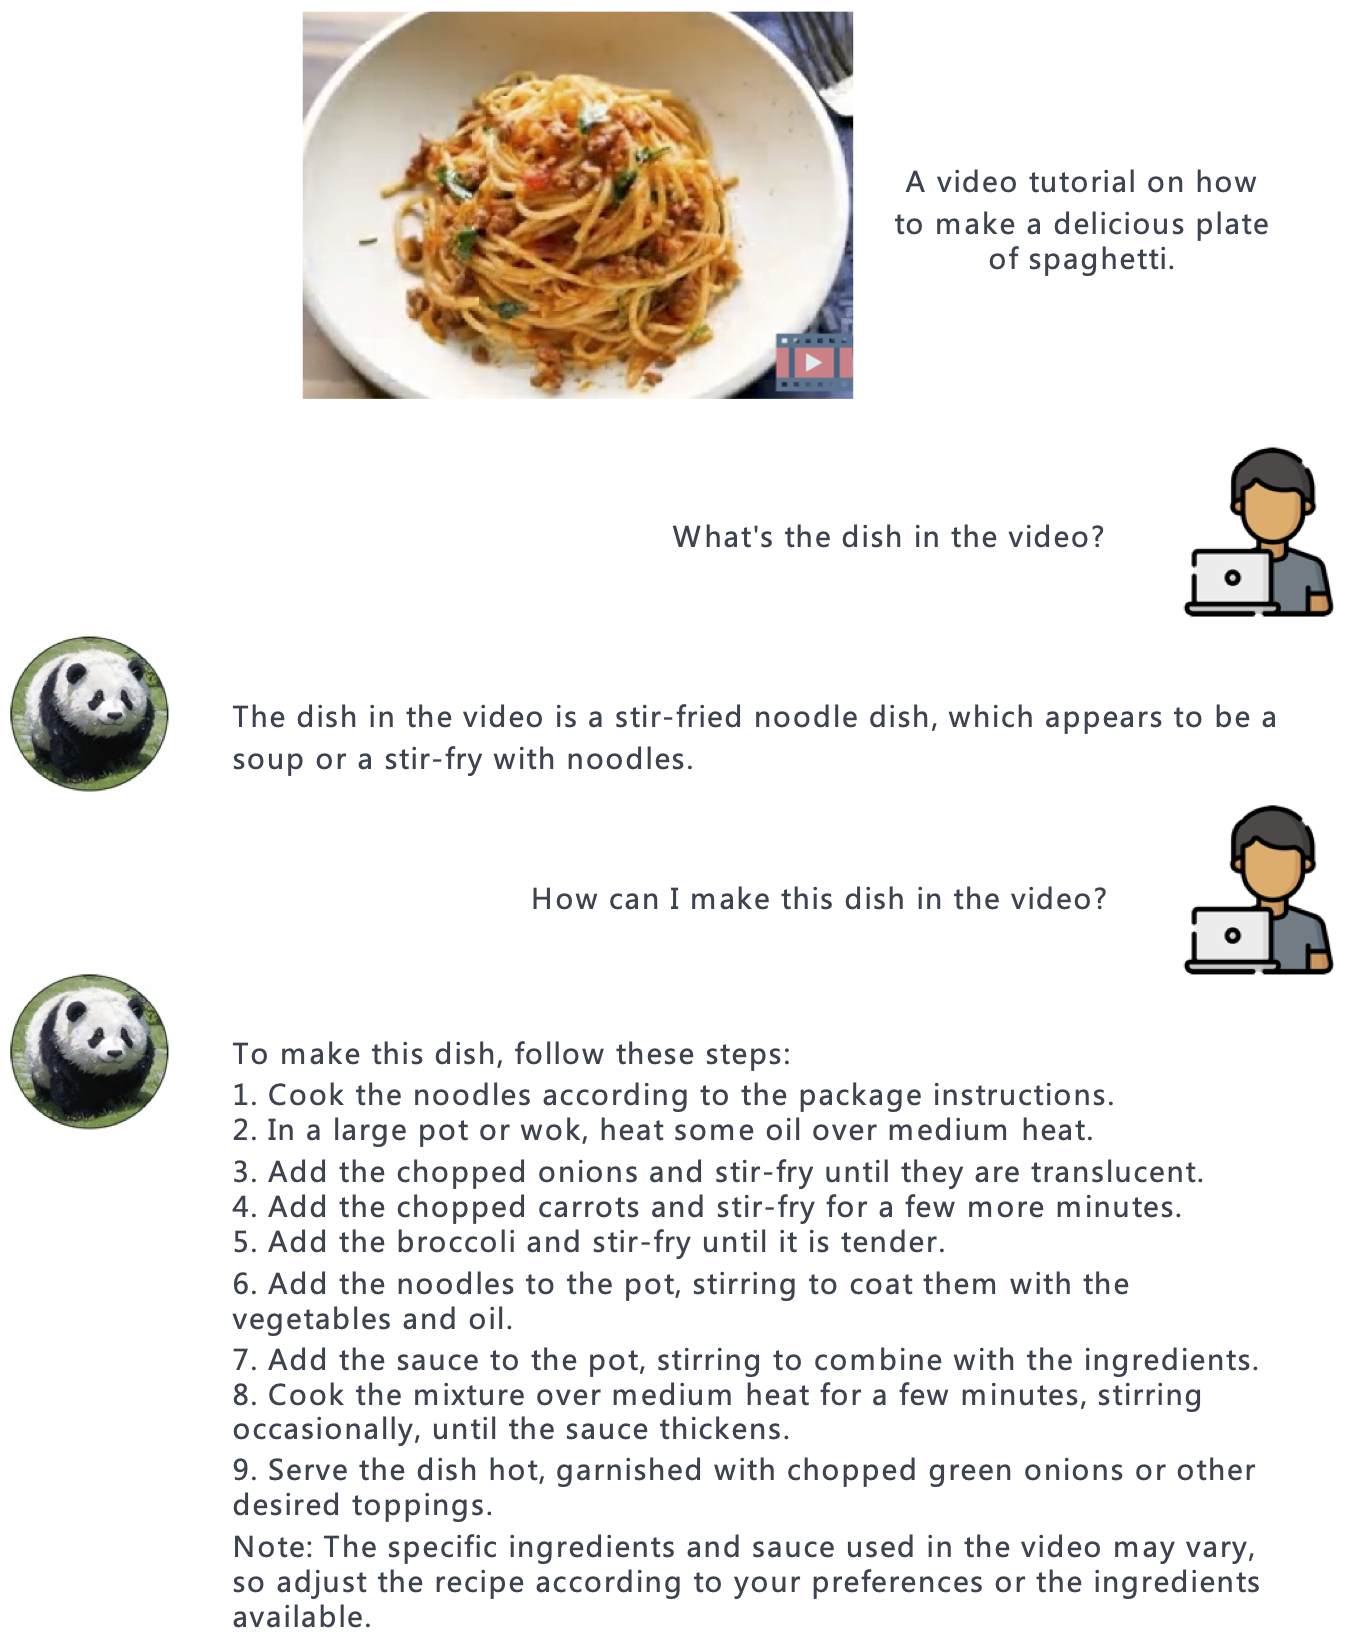 A video tutorial on how
to make a delicious plate
of spaghetti.
What's the dish in the video?
The dish in the video is a stir-fried noodle dish, which appears to be a
soup or a stir-fry with noodles.
How can I make this dish in the video?
To make this dish, follow these steps:
1. Cook the noodles according to the package instructions.
2. In a large pot or wok, heat some oil over medium heat.
3. Add the chopped onions and stir-fry until they are translucent.
4. Add the chopped carrots and stir-fry for a few more minutes.
5. Add the broccoli and stir-fry until it is tender.
6. Add the noodles to the pot, stirring to coat them with the
vegetables and oil.
7. Add the sauce to the pot, stirring to combine with the ingredients.
8. Cook the mixture over medium heat for a few minutes, stirring
occasionally, until the sauce thickens.
9. Serve the dish hot, garnished with chopped green onions or other
desired toppings.
Note: The specific ingredients and sauce used in the video may vary,
so adjust the recipe according to your preferences or the ingredients
available.